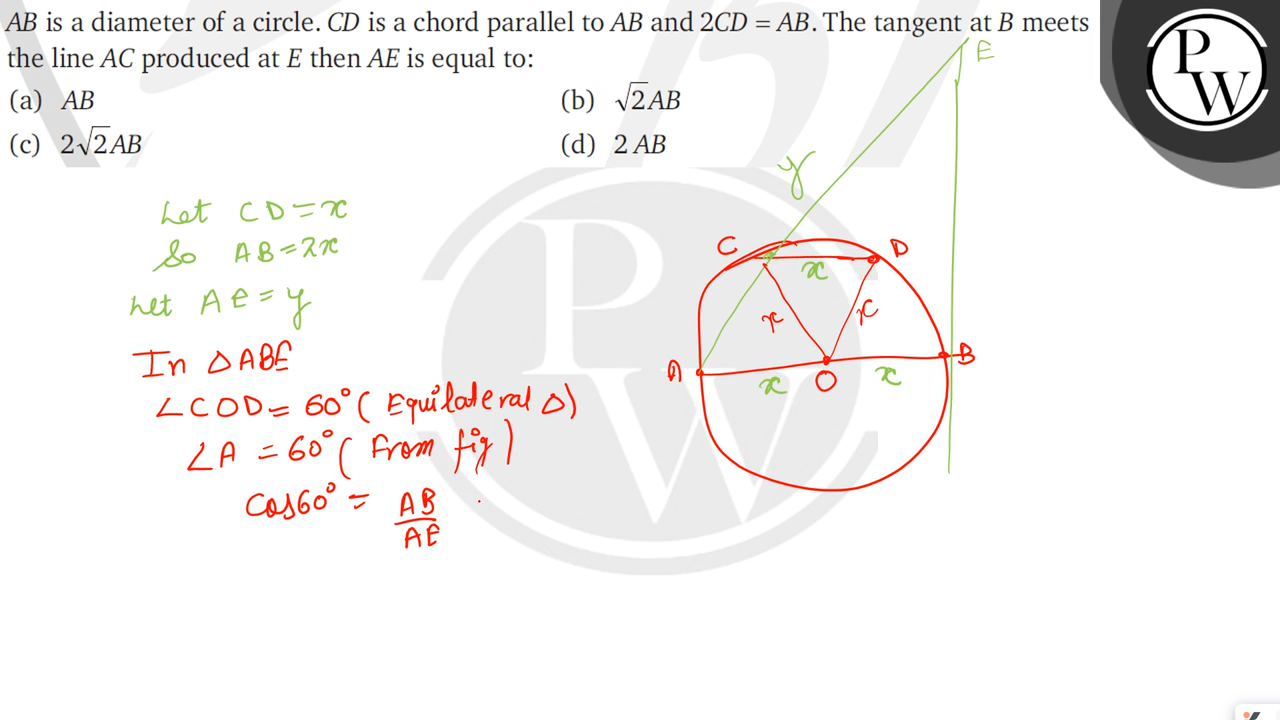 AB is a diameter of a circle. CD is a chord parallel to AB and 2CD = AB. The tangent at B meets
the line AC produced at E then AE is equal to:
(a) AB
(b) √2AB
(c) 2√2AB
(d) 2 AB
P
W
Let CD = x
So AB = 2x
Let AE = y
In △ABE
∠COD = 60° (Equilateral △)
∠A = 60° (From fig)
Cos60° = AB/AE
E
y
C
D
x
x
x
A
x
O
x
B
P
W